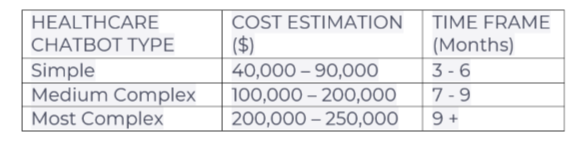 HEALTHCARE CHATBOT TYPE | COST ESTIMATION ($) | TIME FRAME (Months)
Simple | 40,000 – 90,000 | 3 - 6
Medium Complex | 100,000 – 200,000 | 7 - 9
Most Complex | 200,000 – 250,000 | 9 +